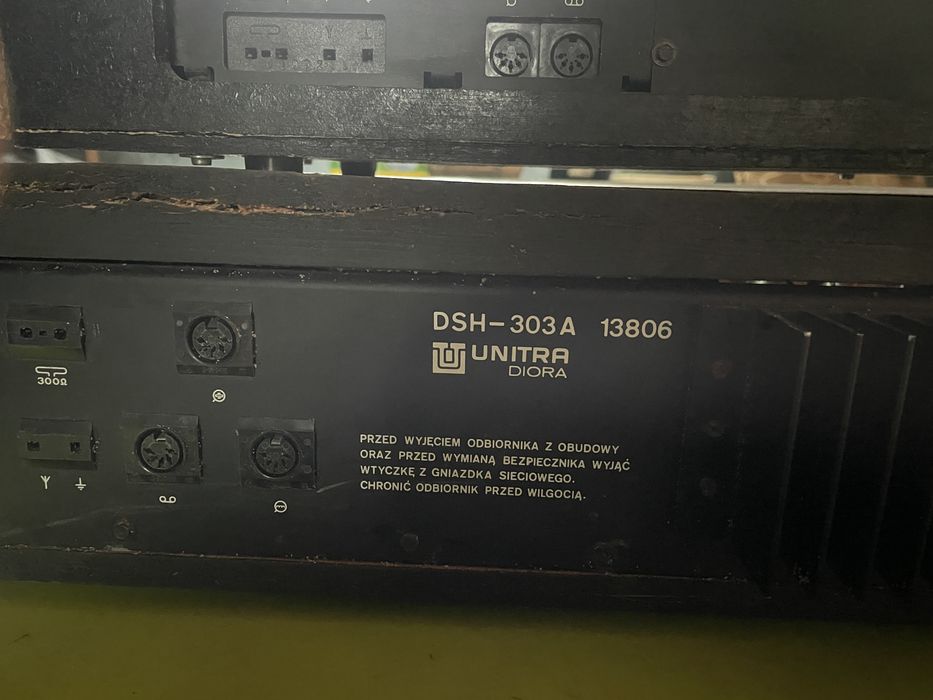 300Ω
DSH-303A 13806
UNITRA
DIORA
PRZED WYJĘCIEM ODBIORNIKA Z OBUDOWY
ORAZ PRZED WYMIANĄ BEZPIECZNIKA WYJĄĆ
WTYCZKĘ Z GNIAZDKA SIECIOWEGO.
CHRONIĆ ODBIORNIK PRZED WILGOCIĄ.